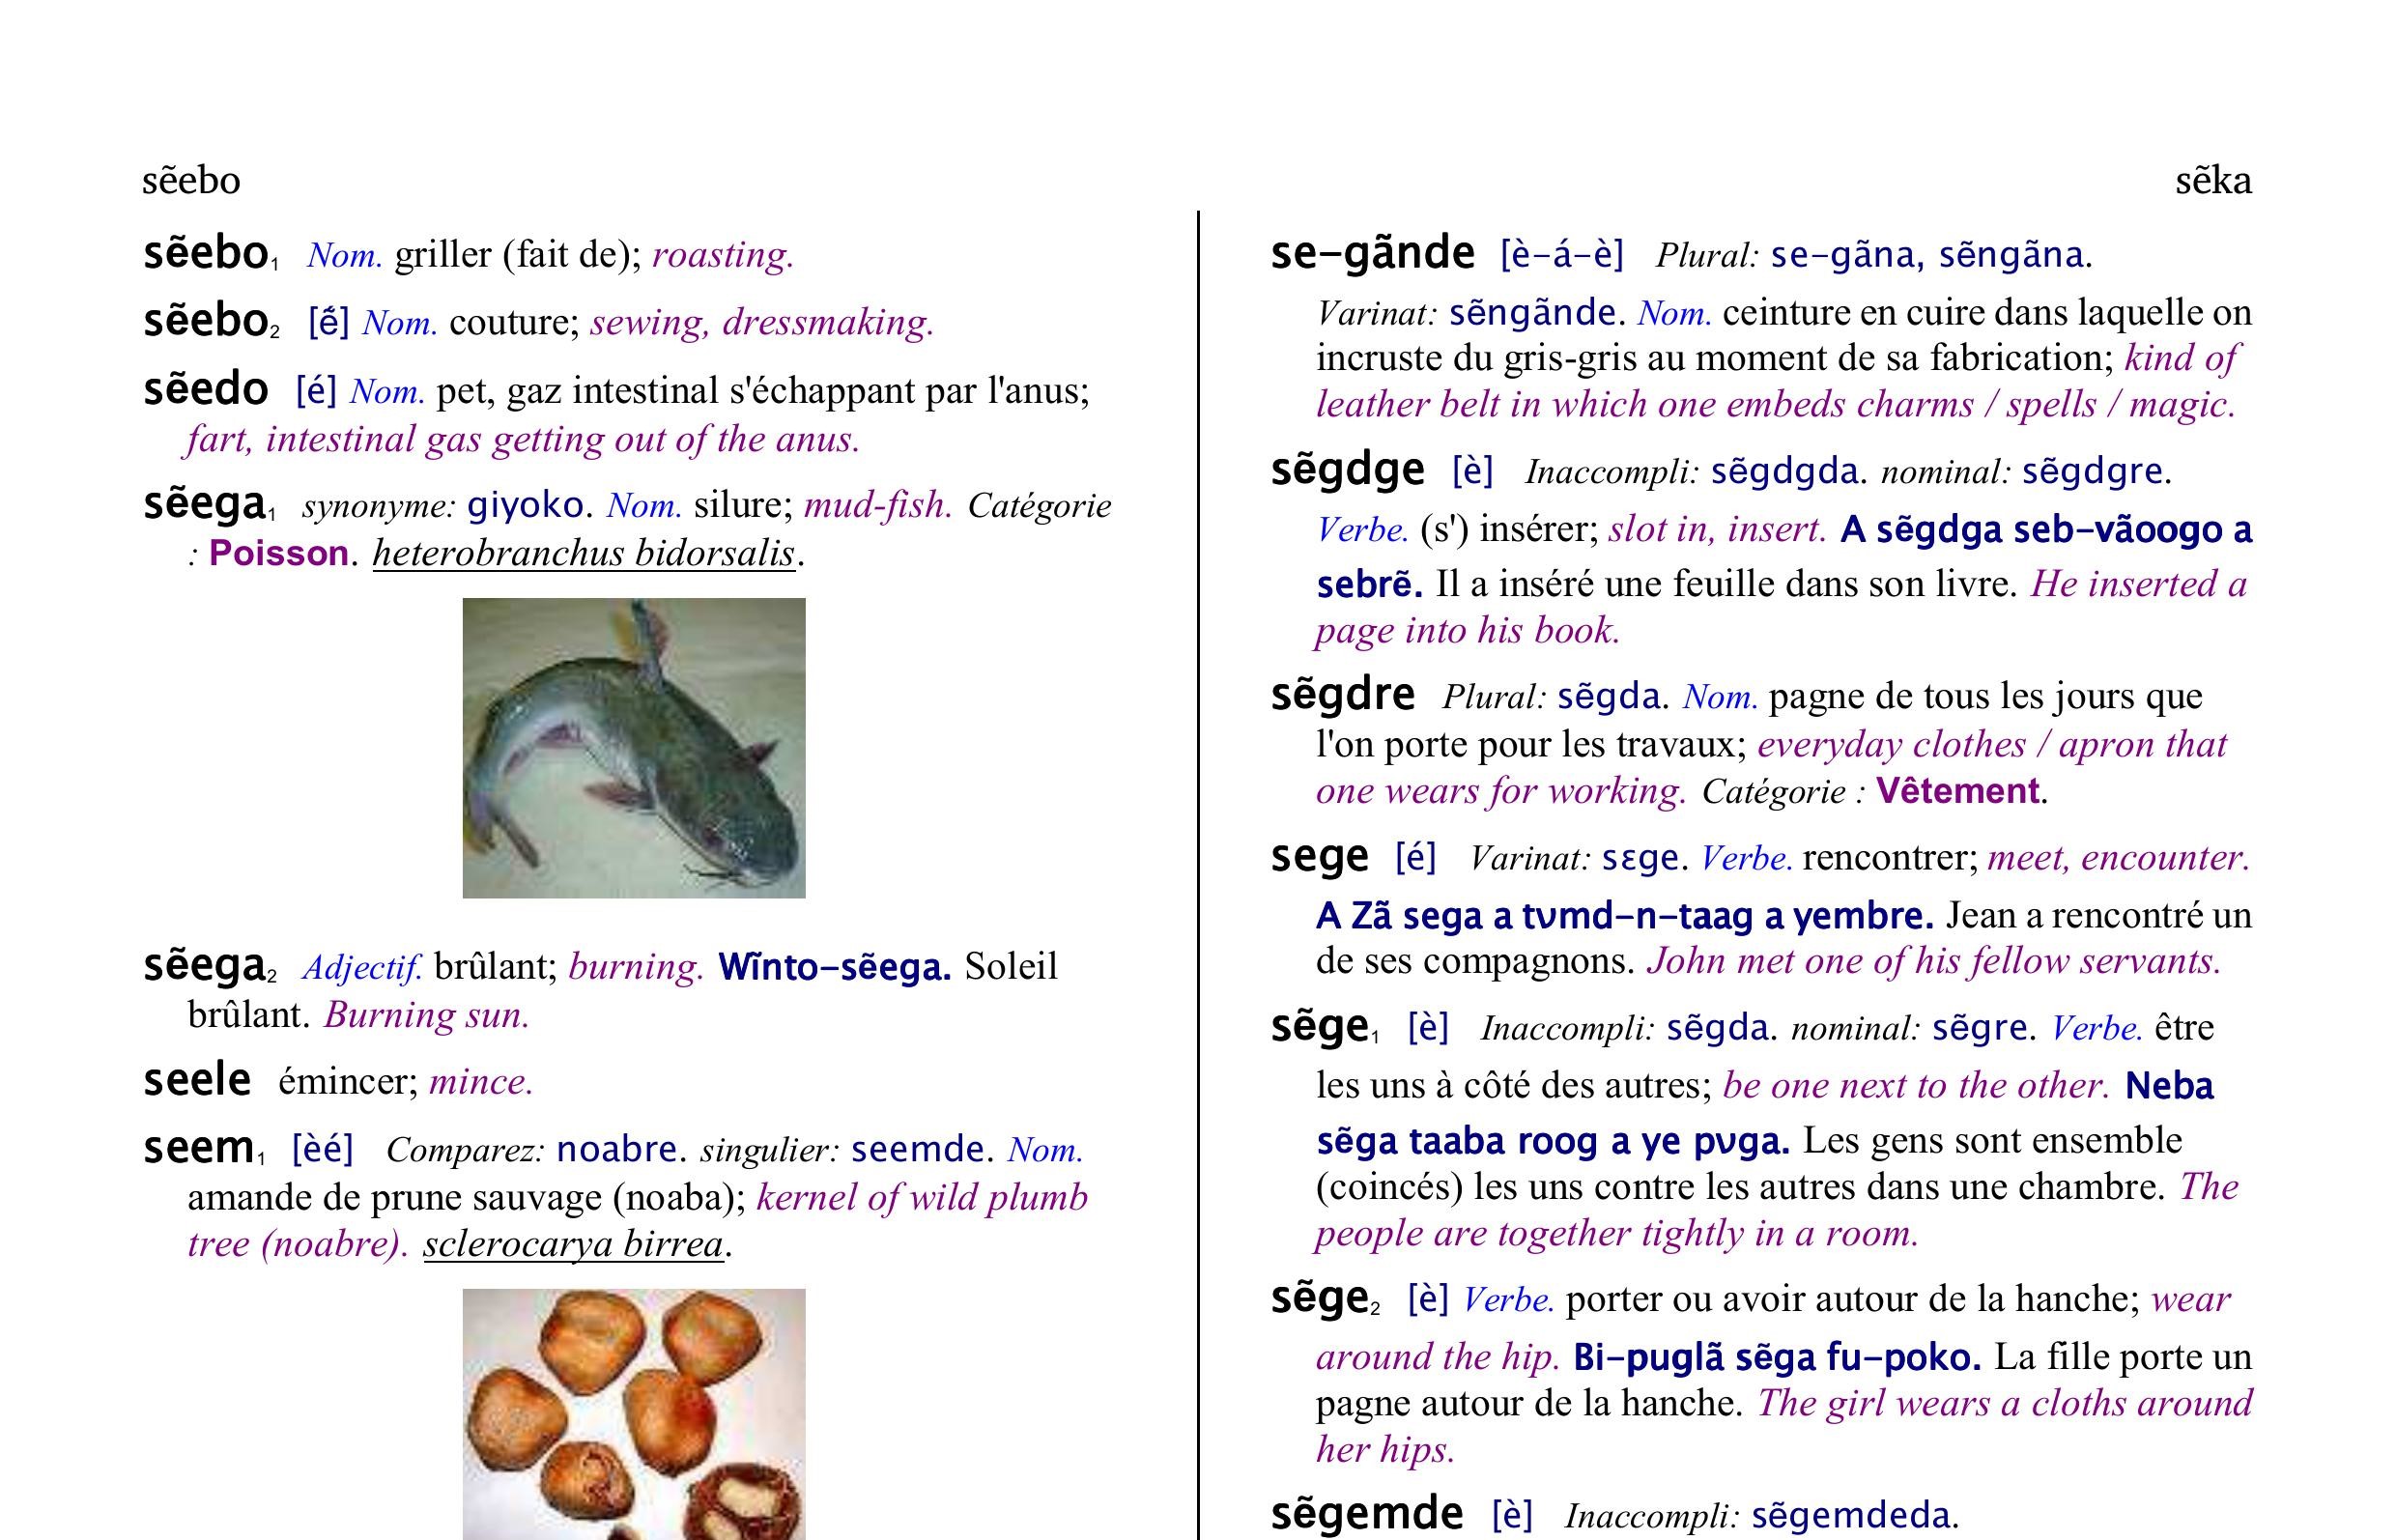 sẽebo
sẽka
sẽebo₁ Nom. griller (fait de); roasting.
sẽebo₂ [ẽ́] Nom. couture; sewing, dressmaking.
sẽedo [é] Nom. pet, gaz intestinal s'échappant par l'anus;
fart, intestinal gas getting out of the anus.
sẽega₁ synonyme: giyoko. Nom. silure; mud-fish. Catégorie
: Poisson. heterobranchus bidorsalis.
sẽega₂ Adjectif. brûlant; burning. Wĩnto–sẽega. Soleil
brûlant. Burning sun.
seele émincer; mince.
seem₁ [èé] Comparez: noabre. singulier: seemde. Nom.
amande de prune sauvage (noaba); kernel of wild plumb
tree (noabre). sclerocarya birrea.
se–gãnde [è–á–è] Plural: se–gãna, sẽngãna.
Varinat: sẽngãnde. Nom. ceinture en cuire dans laquelle on
incruste du gris-gris au moment de sa fabrication; kind of
leather belt in which one embeds charms / spells / magic.
sẽgdge [è] Inaccompli: sẽgdgda. nominal: sẽgdgre.
Verbe. (s') insérer; slot in, insert. A sẽgdga seb–vãoogo a
sebrẽ. Il a inséré une feuille dans son livre. He inserted a
page into his book.
sẽgdre Plural: sẽgda. Nom. pagne de tous les jours que
l'on porte pour les travaux; everyday clothes / apron that
one wears for working. Catégorie : Vêtement.
sege [é] Varinat: sɛge. Verbe. rencontrer; meet, encounter.
A Zã sega a tʋmd–n–taag a yembre. Jean a rencontré un
de ses compagnons. John met one of his fellow servants.
sẽge₁ [è] Inaccompli: sẽgda. nominal: sẽgre. Verbe. être
les uns à côté des autres; be one next to the other. Neba
sẽga taaba roog a ye pʋga. Les gens sont ensemble
(coincés) les uns contre les autres dans une chambre. The
people are together tightly in a room.
sẽge₂ [è] Verbe. porter ou avoir autour de la hanche; wear
around the hip. Bi–puglã sẽga fu–poko. La fille porte un
pagne autour de la hanche. The girl wears a cloths around
her hips.
sẽgemde [è] Inaccompli: sẽgemdeda.